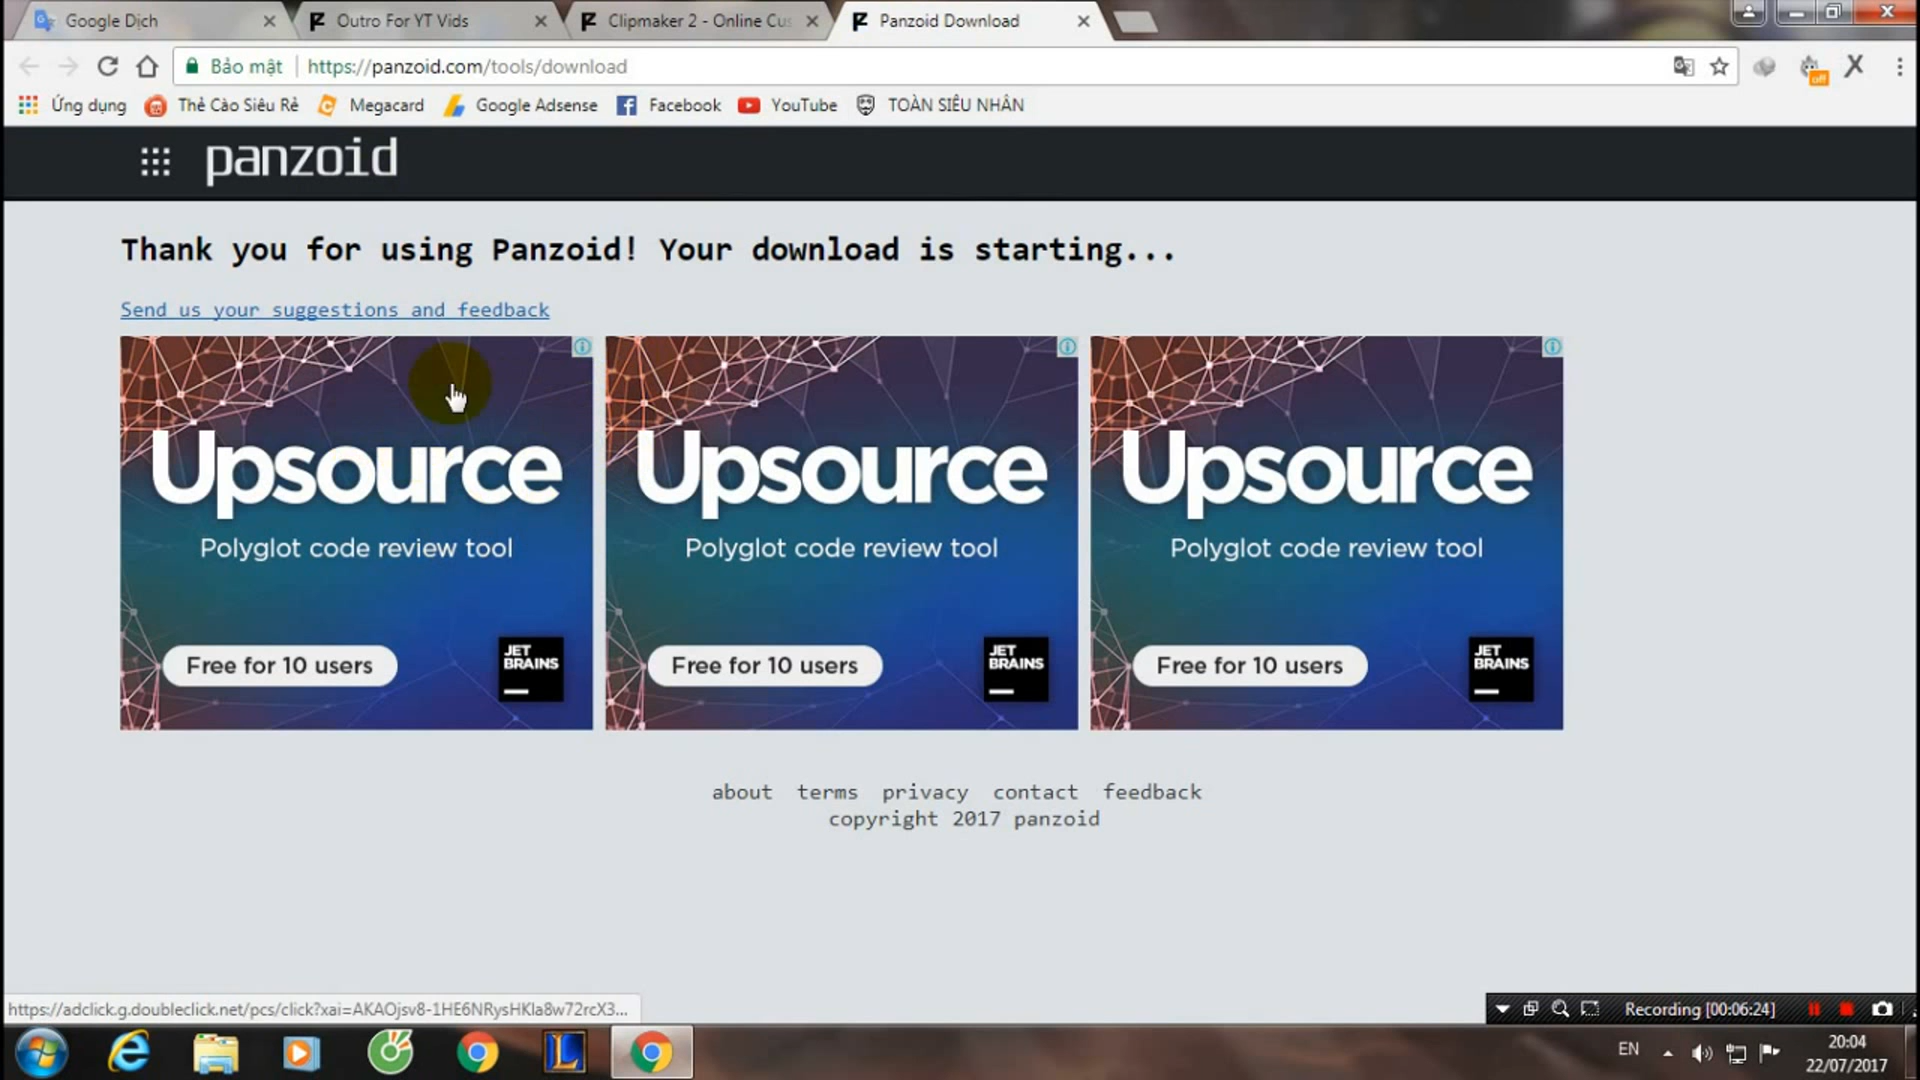 Google Dịch
Outro For YT Vids
Clipmaker 2 - Online Cus
Panzoid Download
Bảo mật
https://panzoid.com/tools/download
off
Ứng dụng
Thẻ Cào Siêu Rẻ
Megacard
Google Adsense
Facebook
YouTube
TOÀN SIÊU NHÂN
panzoid
Thank you for using Panzoid! Your download is starting...
Send us your suggestions and feedback
Upsource
Polyglot code review tool
Free for 10 users
JET
BRAINS
Upsource
Polyglot code review tool
Free for 10 users
JET
BRAINS
Upsource
Polyglot code review tool
Free for 10 users
JET
BRAINS
about terms privacy contact feedback
copyright 2017 panzoid
https://adclick.g.doubleclick.net/pcs/click?xai=AKAOjsv8-1HE6NRysHKla8w72rcX3...
Recording [00:06:24]
EN
20:04
22/07/2017